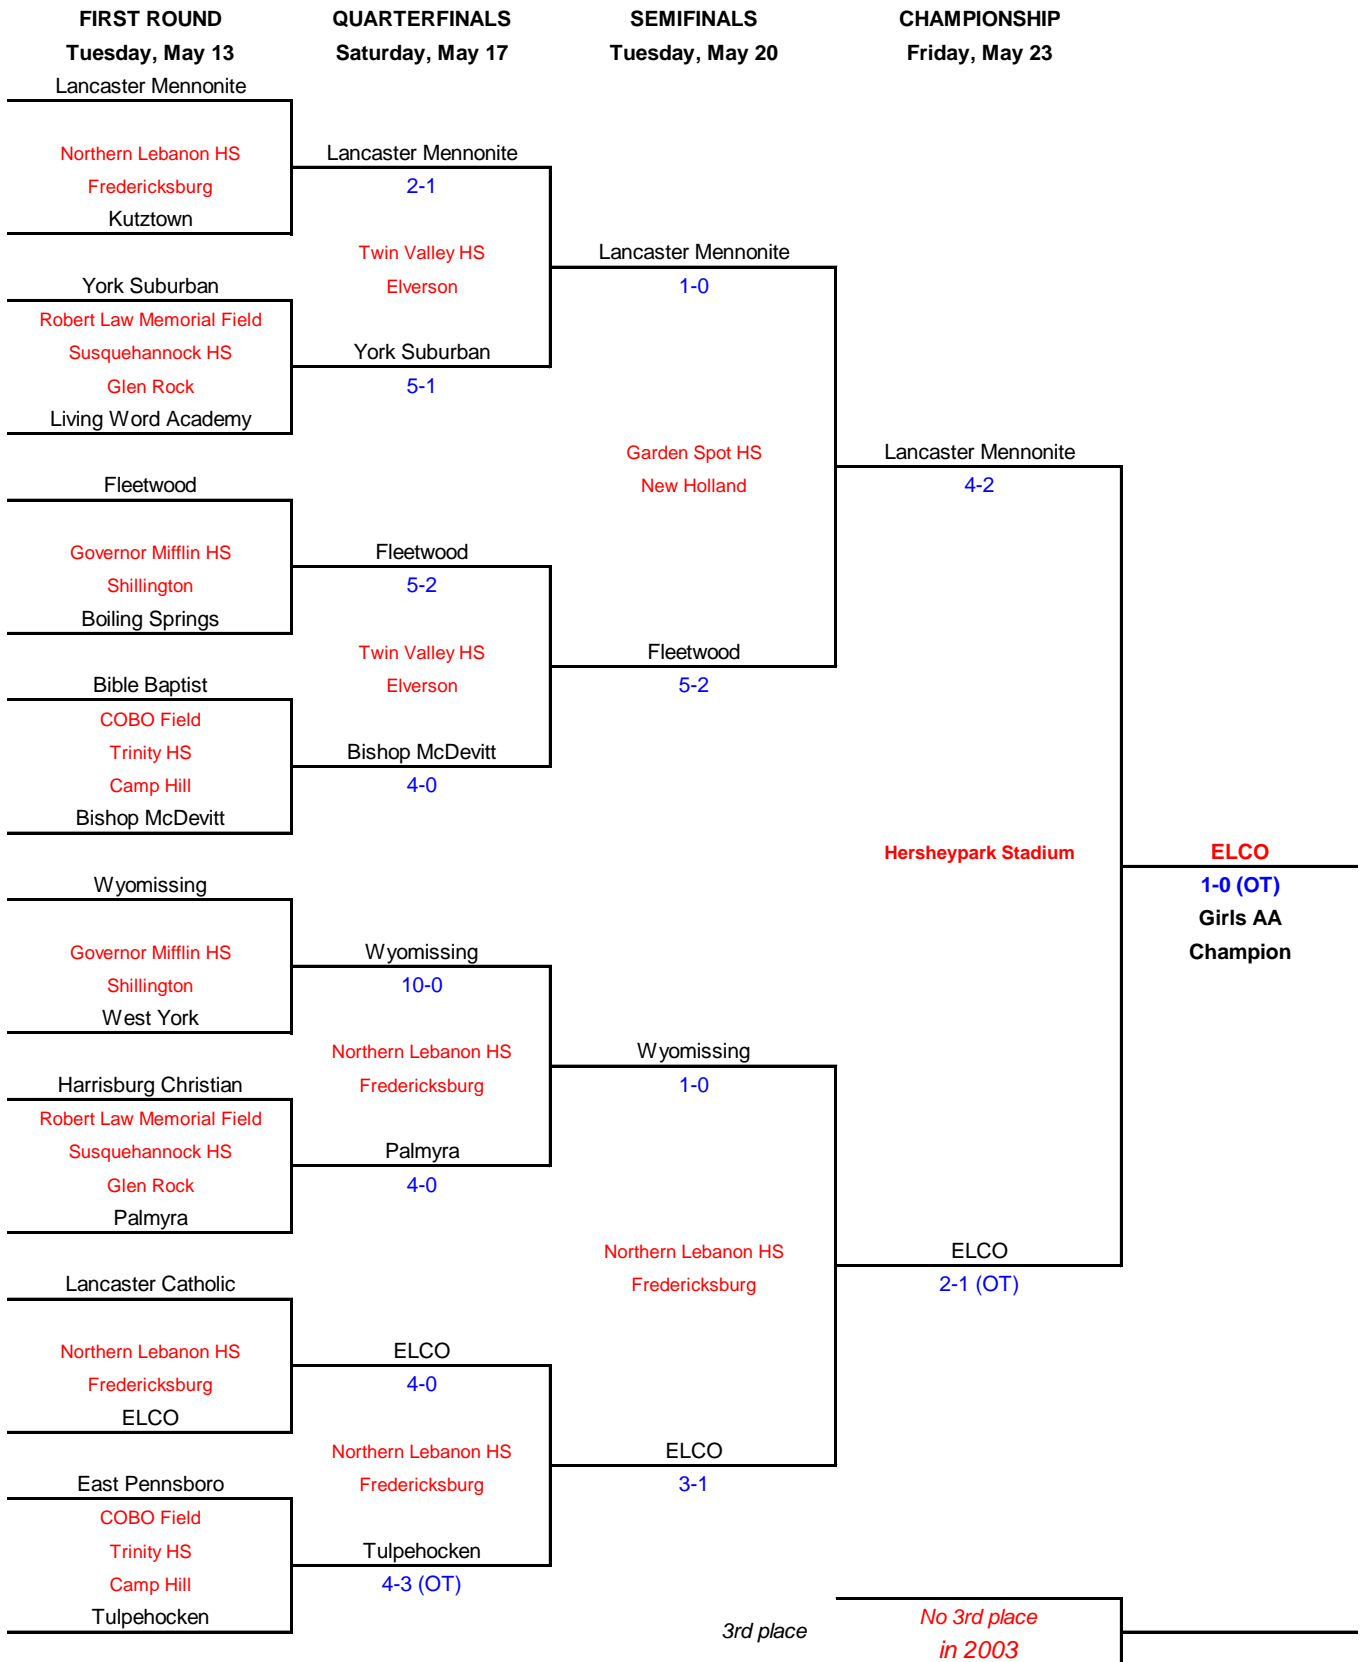 FIRST ROUND
Tuesday, May 13
QUARTERFINALS
Saturday, May 17
SEMIFINALS
Tuesday, May 20
CHAMPIONSHIP
Friday, May 23
Lancaster Mennonite
Northern Lebanon HS
Fredericksburg
Kutztown
York Suburban
Robert Law Memorial Field
Susquehannock HS
Glen Rock
Living Word Academy
Fleetwood
Governor Mifflin HS
Shillington
Boiling Springs
Bible Baptist
COBO Field
Trinity HS
Camp Hill
Bishop McDevitt
Wyomissing
Governor Mifflin HS
Shillington
West York
Harrisburg Christian
Robert Law Memorial Field
Susquehannock HS
Glen Rock
Palmyra
Lancaster Catholic
Northern Lebanon HS
Fredericksburg
ELCO
East Pennsboro
COBO Field
Trinity HS
Camp Hill
Tulpehocken
Lancaster Mennonite
2-1
Twin Valley HS
Elverson
York Suburban
5-1
Fleetwood
5-2
Twin Valley HS
Elverson
Bishop McDevitt
4-0
Wyomissing
10-0
Northern Lebanon HS
Fredericksburg
Palmyra
4-0
ELCO
4-0
Northern Lebanon HS
Fredericksburg
Tulpehocken
4-3 (OT)
Lancaster Mennonite
1-0
Garden Spot HS
New Holland
Fleetwood
5-2
Wyomissing
1-0
Northern Lebanon HS
Fredericksburg
ELCO
3-1
Lancaster Mennonite
4-2
Hersheypark Stadium
ELCO
2-1 (OT)
ELCO
1-0 (OT)
Girls AA
Champion
3rd place
No 3rd place
in 2003